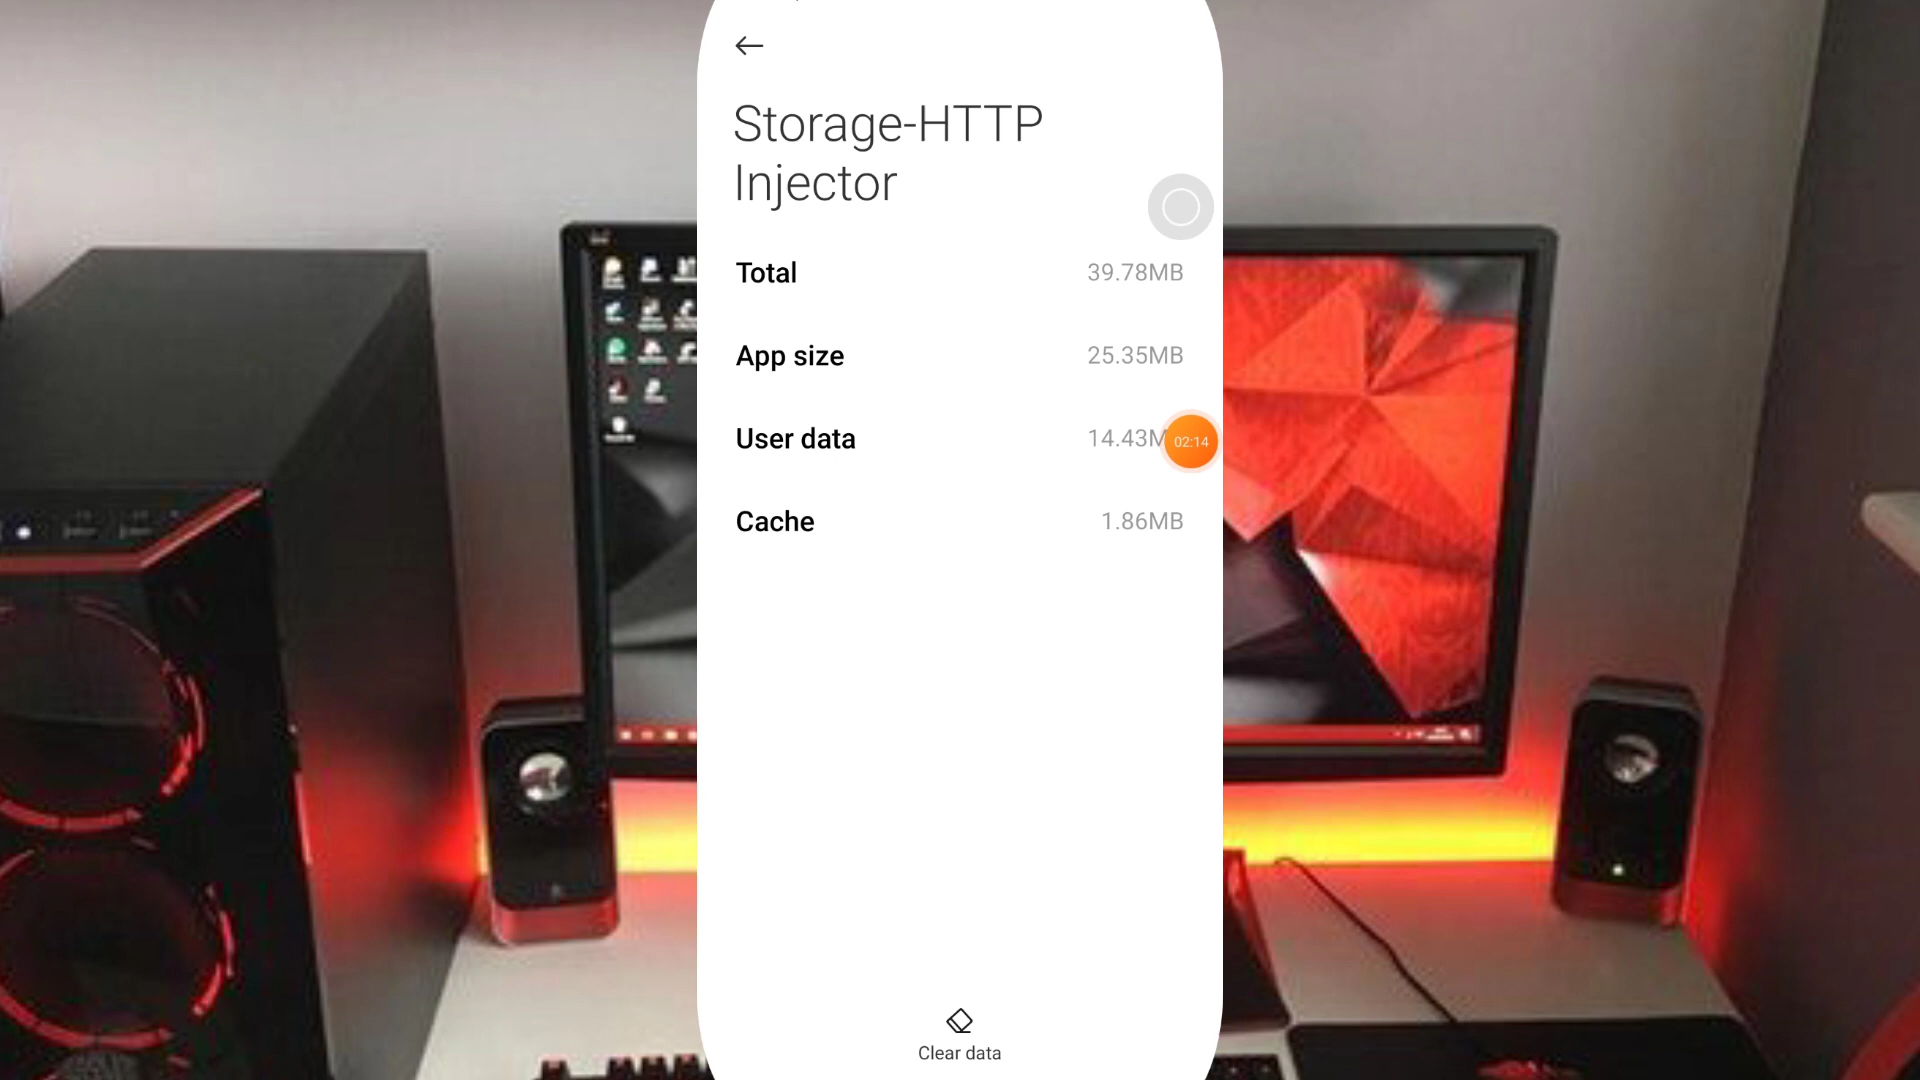 Storage-HTTP
Injector
Total 39.78MB
App size 25.35MB
User data 14.43M
02:14
Cache 1.86MB
Clear data